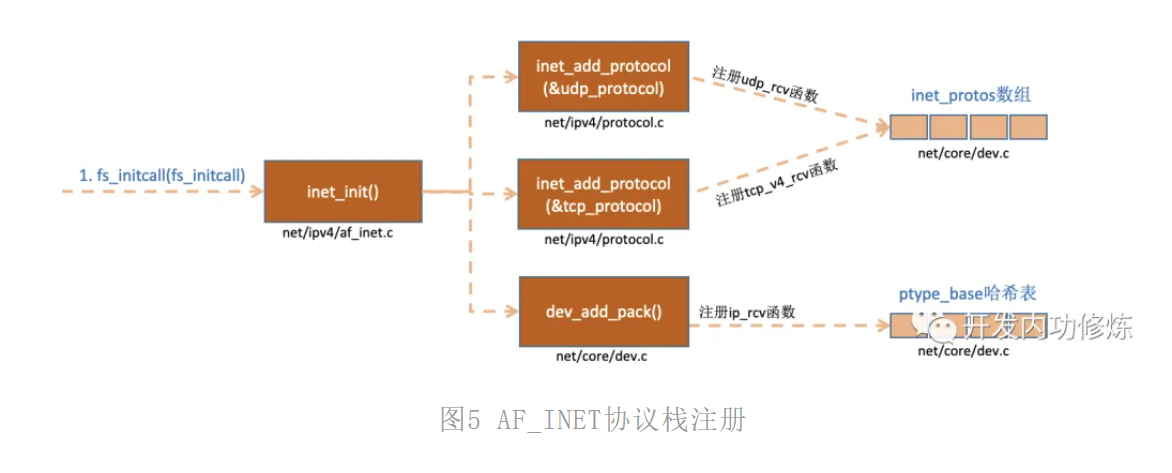 inet_add_protocol
(&udp_protocol)
net/ipv4/protocol.c
注册udp_rcv函数
inet_protos数组
net/core/dev.c
1. fs_initcall(fs_initcall)
inet_init()
net/ipv4/af_inet.c
inet_add_protocol
(&tcp_protocol)
net/ipv4/protocol.c
注册tcp_v4_rcv函数
dev_add_pack()
net/core/dev.c
注册ip_rcv函数
ptype_base哈希表
开发内功修炼
net/core/dev.c
图5 AF_INET协议栈注册